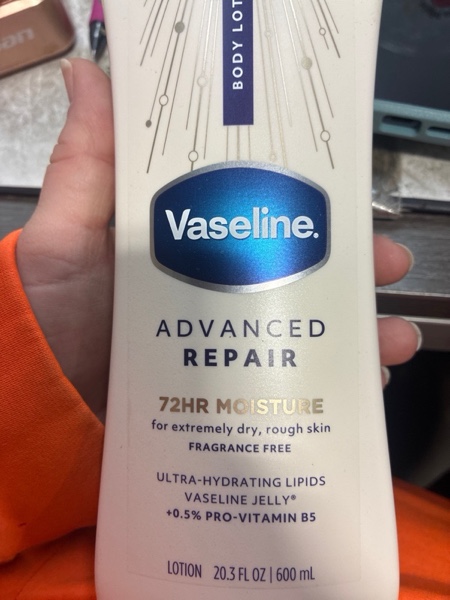 BODY LOT
Vaseline.
ADVANCED
REPAIR
72HR MOISTURE
for extremely dry, rough skin
FRAGRANCE FREE
ULTRA-HYDRATING LIPIDS
VASELINE JELLY®
+0.5% PRO-VITAMIN B5
LOTION 20.3 FL OZ | 600 mL